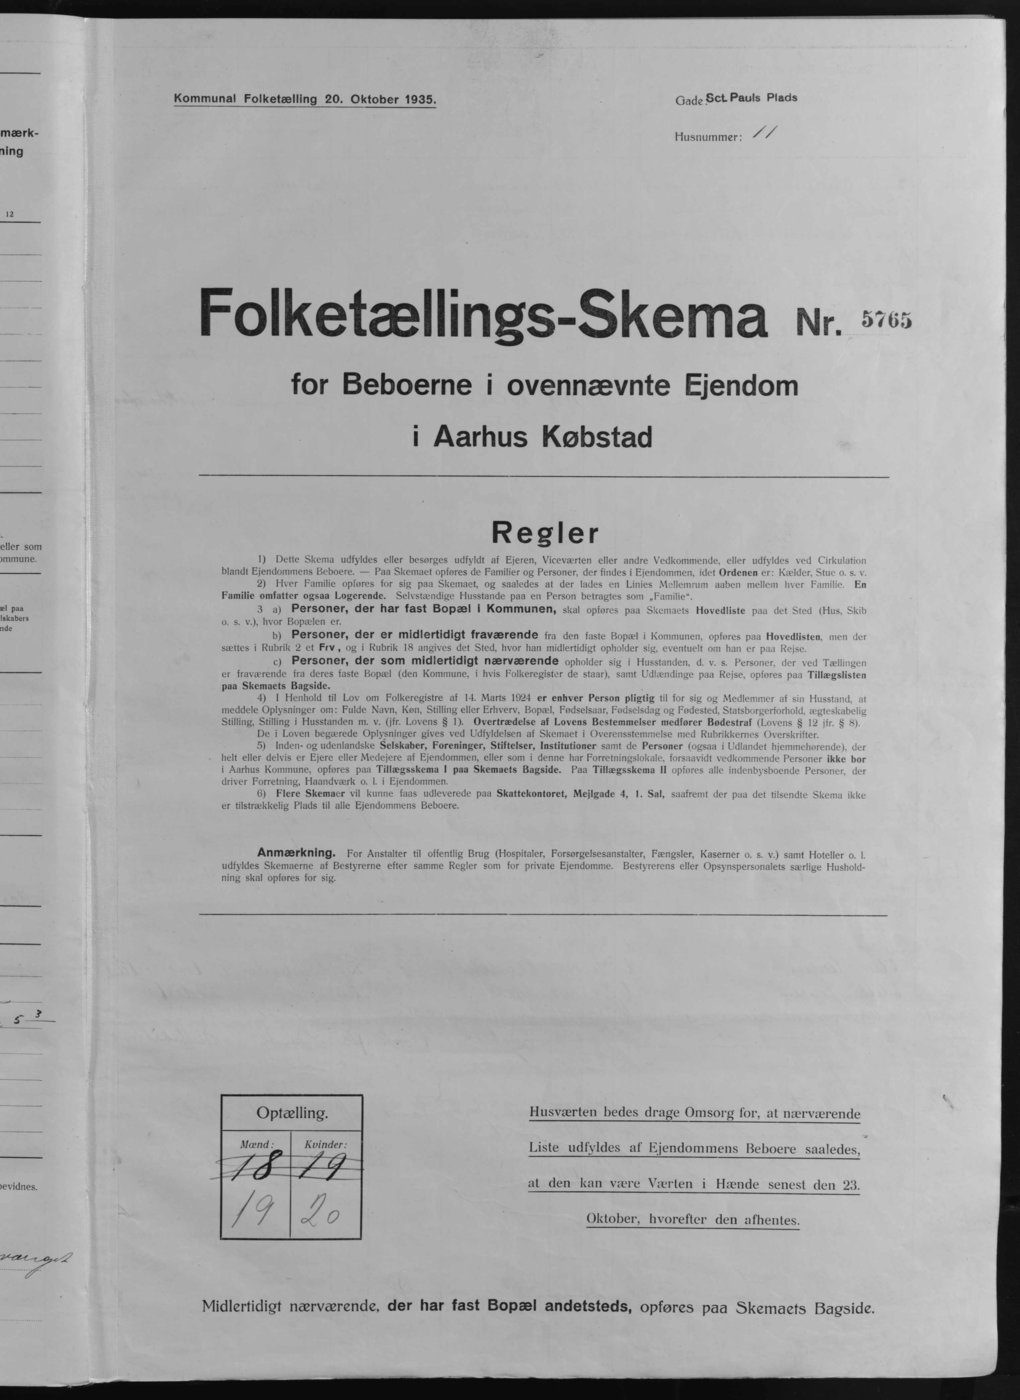 mærk-
ning
12
eller som
ommune.
æl paa
lskabers
nde
5 3
evidnes.
Kommunal Folketælling 20. Oktober 1935.
Gade: Sct. Pauls Plads
Husnummer: 11
Folketællings-Skema Nr. 5765
for Beboerne i ovennævnte Ejendom
i Aarhus Købstad
Regler
1) Dette Skema udfyldes eller besørges udfyldt af Ejeren, Viceværten eller andre Vedkommende, eller udfyldes ved Cirkulation
blandt Ejendommens Beboere. — Paa Skemaet opføres de Familier og Personer, der findes i Ejendommen, idet Ordenen er: Kælder, Stue o. s. v.
2) Hver Familie opføres for sig paa Skemaet, og saaledes at der lades en Linies Mellemrum aaben mellem hver Familie. En
Familie omfatter ogsaa Logerende. Selvstændige Husstande paa en Person betragtes som „Familie“.
3 a) Personer, der har fast Bopæl i Kommunen, skal opføres paa Skemaets Hovedliste paa det Sted (Hus, Skib
o. s. v.), hvor Bopælen er.
b) Personer, der er midlertidigt fraværende fra den faste Bopæl i Kommunen, opføres paa Hovedlisten, men der
sættes i Rubrik 2 et Frv., og i Rubrik 18 angives det Sted, hvor han midlertidigt opholder sig, eventuelt om han er paa Rejse.
c) Personer, der som midlertidigt nærværende opholder sig i Husstanden, d. v. s. Personer, der ved Tællingen
er fraværende fra deres faste Bopæl (den Kommune, i hvis Folkeregister de staar), samt Udlændinge paa Rejse, opføres paa Tillægslisten
paa Skemaets Bagside.
4) I Henhold til Lov om Folkeregistre af 14. Marts 1924 er enhver Person pligtig til for sig og Medlemmer af sin Husstand, at
meddele Oplysninger om: Fulde Navn, Køn, Stilling eller Erhverv, Bopæl, Fødselsaar, Fødselsdag og Fødested, Statsborgerforhold, ægteskabelig
Stilling, Stilling i Husstanden m. v. (jfr. Lovens § 1). Overtrædelse af Lovens Bestemmelser medfører Bødestraf (Lovens § 12 jfr. § 8).
De i Loven begærede Oplysninger gives ved Udfyldelsen af Skemaet i Overensstemmelse med Rubrikkernes Overskrifter.
5) Inden- og udenlandske Selskaber, Foreninger, Stiftelser, Institutioner samt de Personer (ogsaa i Udlandet hjemmehørende), der
helt eller delvis er Ejere eller Medejere af Ejendommen, eller som i denne har Forretningslokale, forsaavidt vedkommende Personer ikke bor
i Aarhus Kommune, opføres paa Tillægsskema I paa Skemaets Bagside. Paa Tillægsskema II opføres alle indenbysboende Personer, der
driver Forretning, Haandværk o. l. i Ejendommen.
6) Flere Skemaer vil kunne faas udleverede paa Skattekontoret, Mejlgade 4, 1. Sal, saafremt der paa det tilsendte Skema ikke
er tilstrækkelig Plads til alle Ejendommens Beboere.
Anmærkning. For Anstalter til offentlig Brug (Hospitaler, Forsørgelsesanstalter, Fængsler, Kaserner o. s. v.) samt Hoteller o. l.
udfyldes Skemaerne af Bestyrerne efter samme Regler som for private Ejendomme. Bestyrerens eller Opsynspersonalets særlige Hushold-
ning skal opføres for sig.
Optælling.
Mænd: Kvinder:
18 19
19 20
Husværten bedes drage Omsorg for, at nærværende
Liste udfyldes af Ejendommens Beboere saaledes,
at den kan være Værten i Hænde senest den 23.
Oktober, hvorefter den afhentes.
Midlertidigt nærværende, der har fast Bopæl andetsteds, opføres paa Skemaets Bagside.